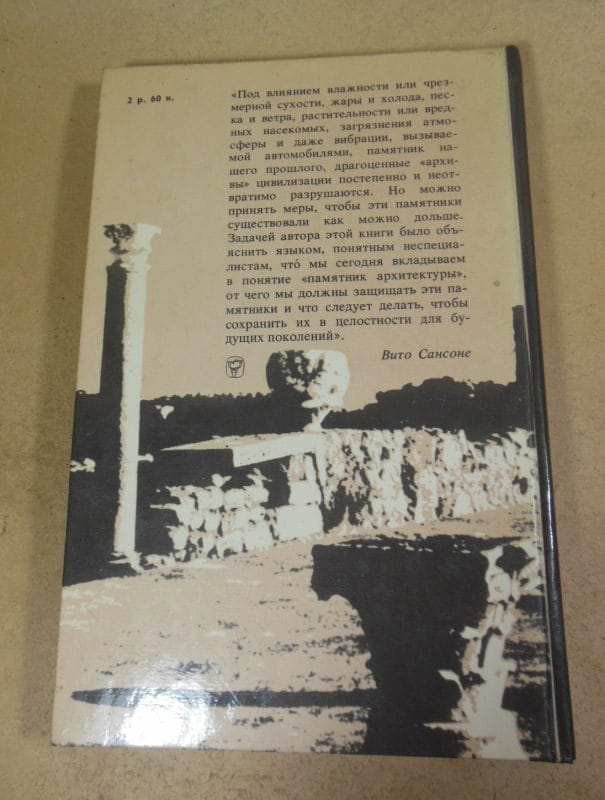 2 р. 60 к.
«Под влиянием влажности или чрез-
мерной сухости, жары и холода, пес-
ка и ветра, растительности или вред-
ных насекомых, загрязнения атмо-
сферы и даже вибрации, вызывае-
мой автомобилями, памятник на-
шего прошлого, драгоценные «архи-
вы» цивилизации постепенно и неот-
вратимо разрушаются. Но можно
принять меры, чтобы эти памятники
существовали как можно дольше.
Задачей автора этой книги было объ-
яснить языком, понятным неспециа-
листам, что́ мы сегодня вкладываем
в понятие «памятник архитектуры»,
от чего мы должны защищать эти па-
мятники и что следует делать, чтобы
сохранить их в целостности для бу-
дущих поколений».
Вито Сансоне